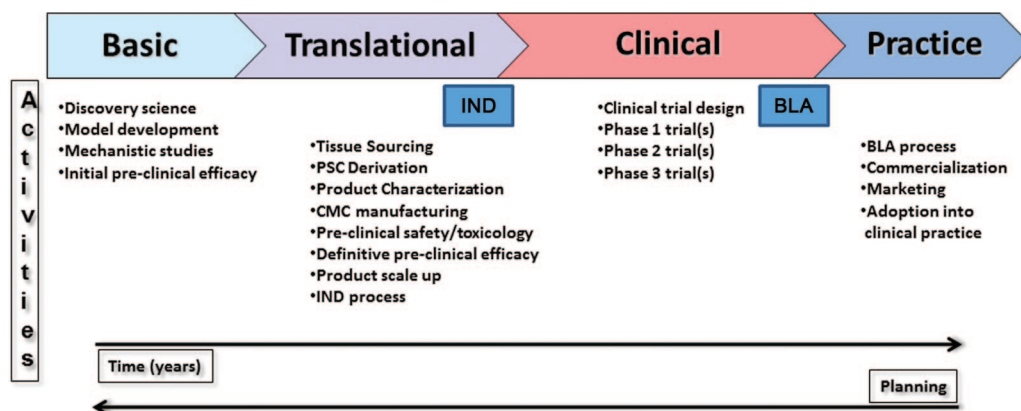 Basic
Translational
Clinical
Practice
Activities
•Discovery science
•Model development
•Mechanistic studies
•Initial pre-clinical efficacy
IND
•Tissue Sourcing
•PSC Derivation
•Product Characterization
•CMC manufacturing
•Pre-clinical safety/toxicology
•Definitive pre-clinical efficacy
•Product scale up
•IND process
•Clinical trial design
•Phase 1 trial(s)
•Phase 2 trial(s)
•Phase 3 trial(s)
BLA
•BLA process
•Commercialization
•Marketing
•Adoption into
clinical practice
Time (years)
Planning